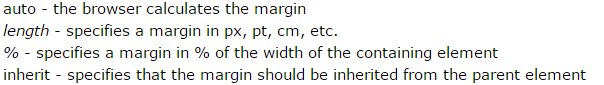 auto - the browser calculates the margin
length - specifies a margin in px, pt, cm, etc.
% - specifies a margin in % of the width of the containing element
inherit - specifies that the margin should be inherited from the parent element